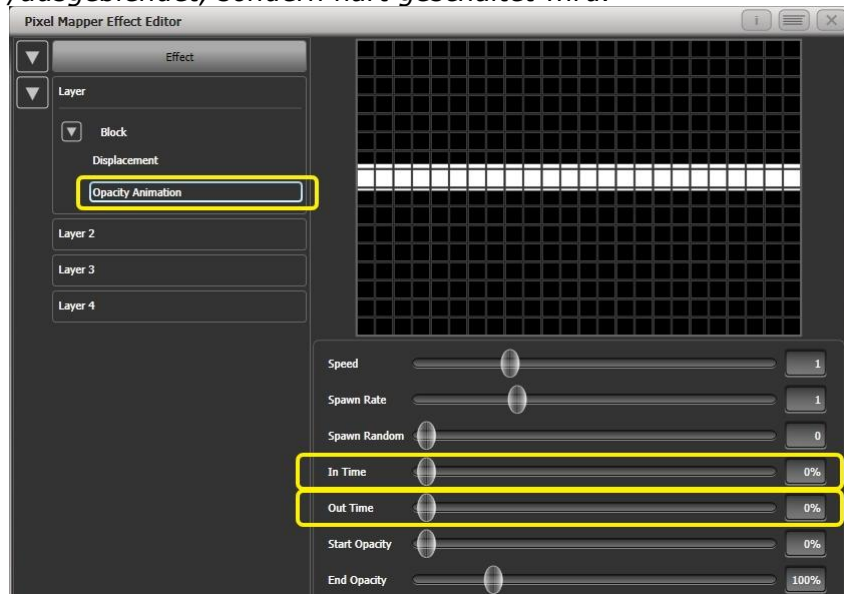 /ausgeblendet, sondern hart geschaltet wird.
Pixel Mapper Effect Editor
i
Effect
Layer
Block
Displacement
Opacity Animation
Layer 2
Layer 3
Layer 4
Speed 1
Spawn Rate 1
Spawn Random 0
In Time 0%
Out Time 0%
Start Opacity 0%
End Opacity 100%